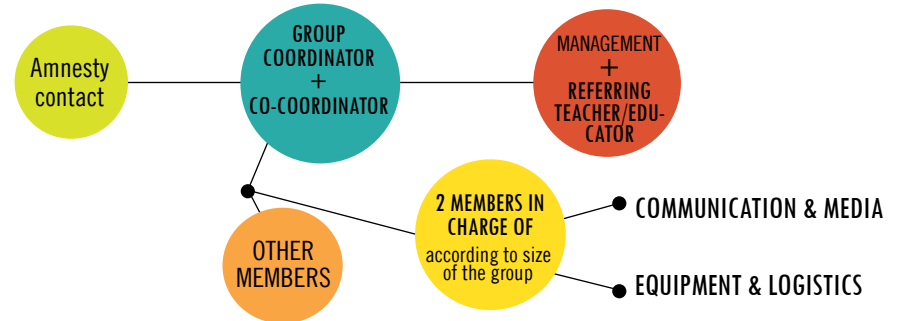 Amnesty
contact
GROUP
COORDINATOR
+
CO-COORDINATOR
MANAGEMENT
+
REFERRING
TEACHER/EDU-
CATOR
OTHER
MEMBERS
2 MEMBERS IN
CHARGE OF
according to size
of the group
COMMUNICATION & MEDIA
EQUIPMENT & LOGISTICS